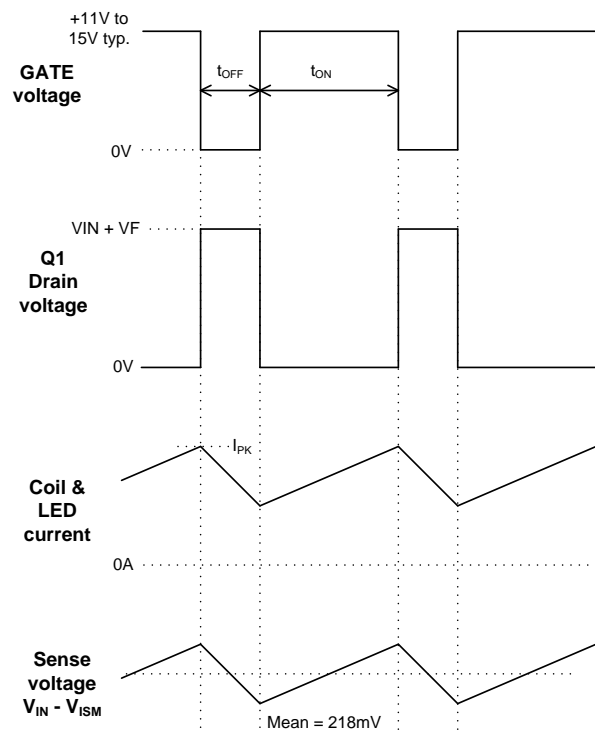 +11V to
15V typ.
GATE
voltage
tOFF
tON
0V
VIN + VF
Q1
Drain
voltage
0V
IPK
Coil &
LED
current
0A
Sense
voltage
VIN - VISM
Mean = 218mV